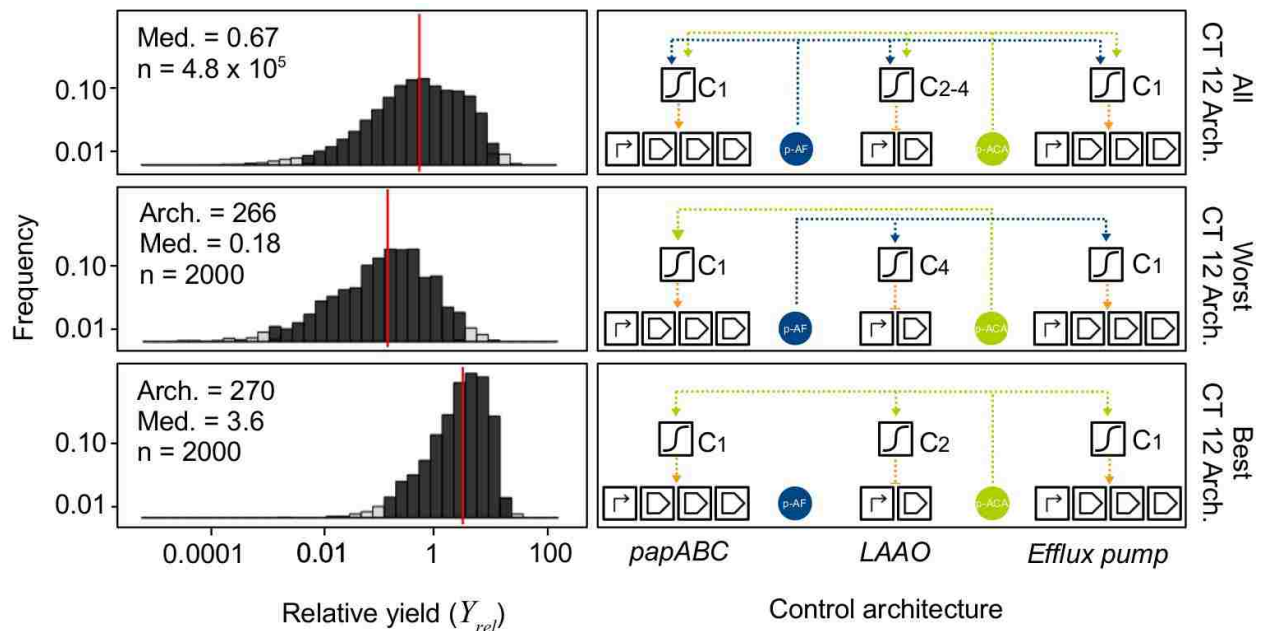 Med. = 0.67
n = 4.8 x 10⁵
0.10
0.01
C1
C2-4
C1
p-AF
p-ACA
All
CT 12 Arch.
Arch. = 266
Med. = 0.18
n = 2000
0.10
0.01
C1
C4
C1
p-AF
p-ACA
Worst
CT 12 Arch.
Arch. = 270
Med. = 3.6
n = 2000
0.10
0.01
C1
C2
C1
p-AF
p-ACA
Best
CT 12 Arch.
Frequency
0.0001
0.01
1
100
papABC
LAAO
Efflux pump
Relative yield (Yrel)
Control architecture